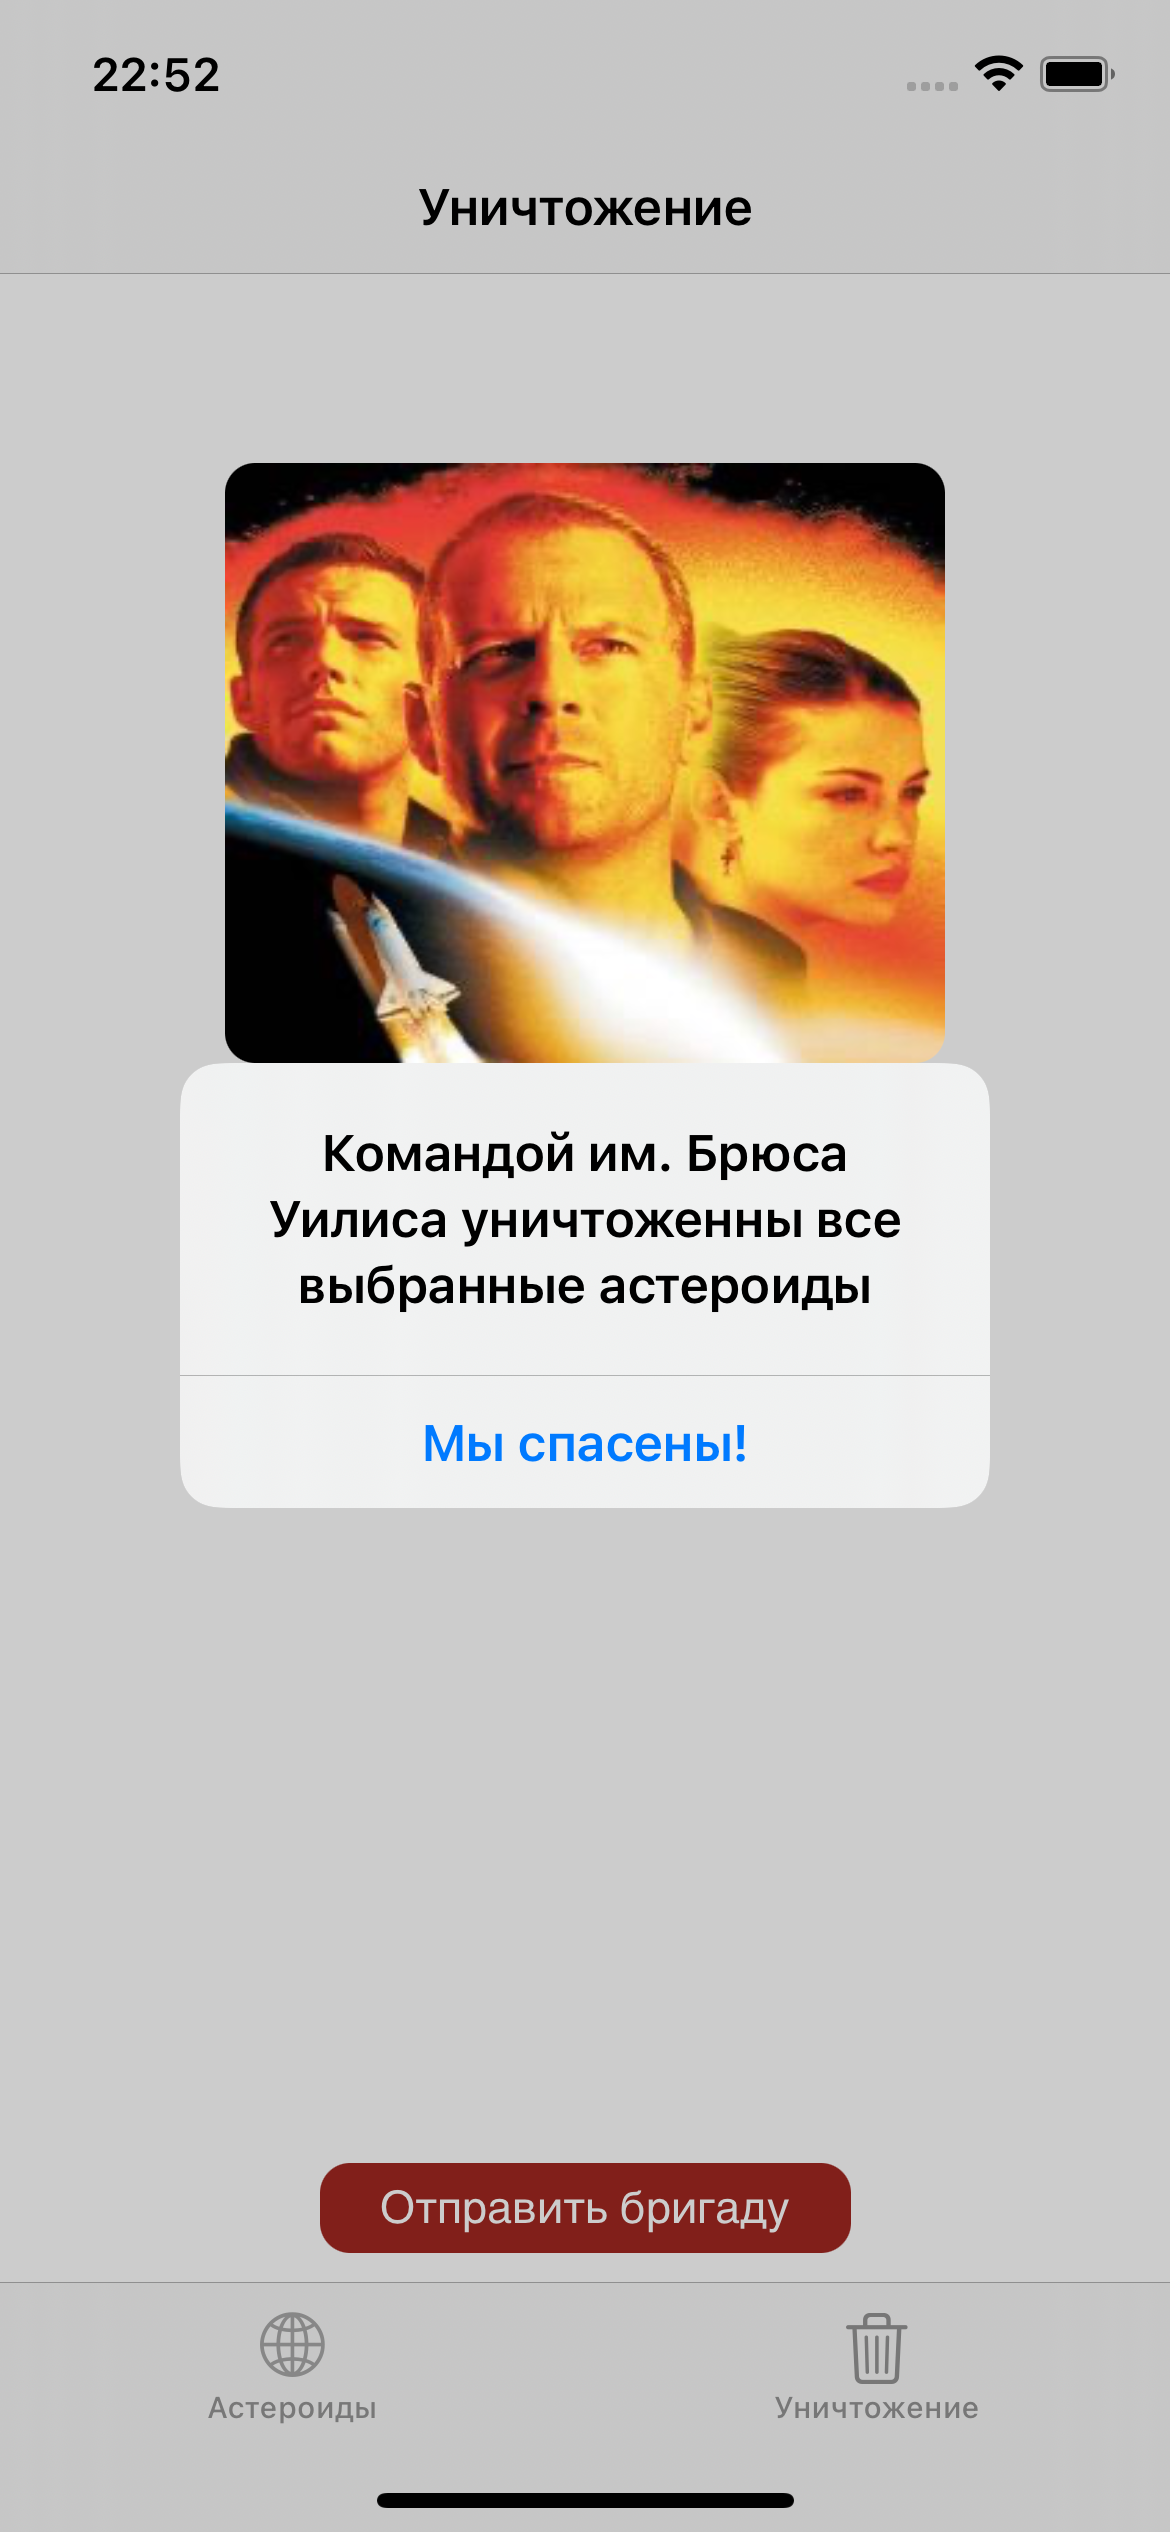 22:52
Уничтожение
Командой им. Брюса
Уилиса уничтоженны все
выбранные астероиды
Мы спасены!
Отправить бригаду
Астероиды
Уничтожение